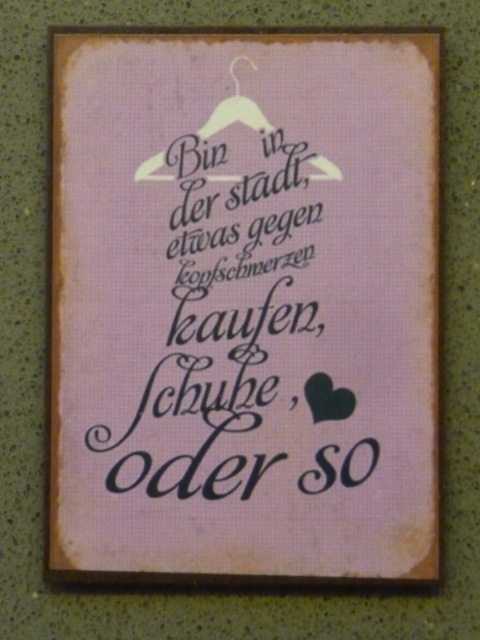 Bin in
der stadt,
etwas gegen
kopfschmerzen
kaufen,
Schuhe,
oder so